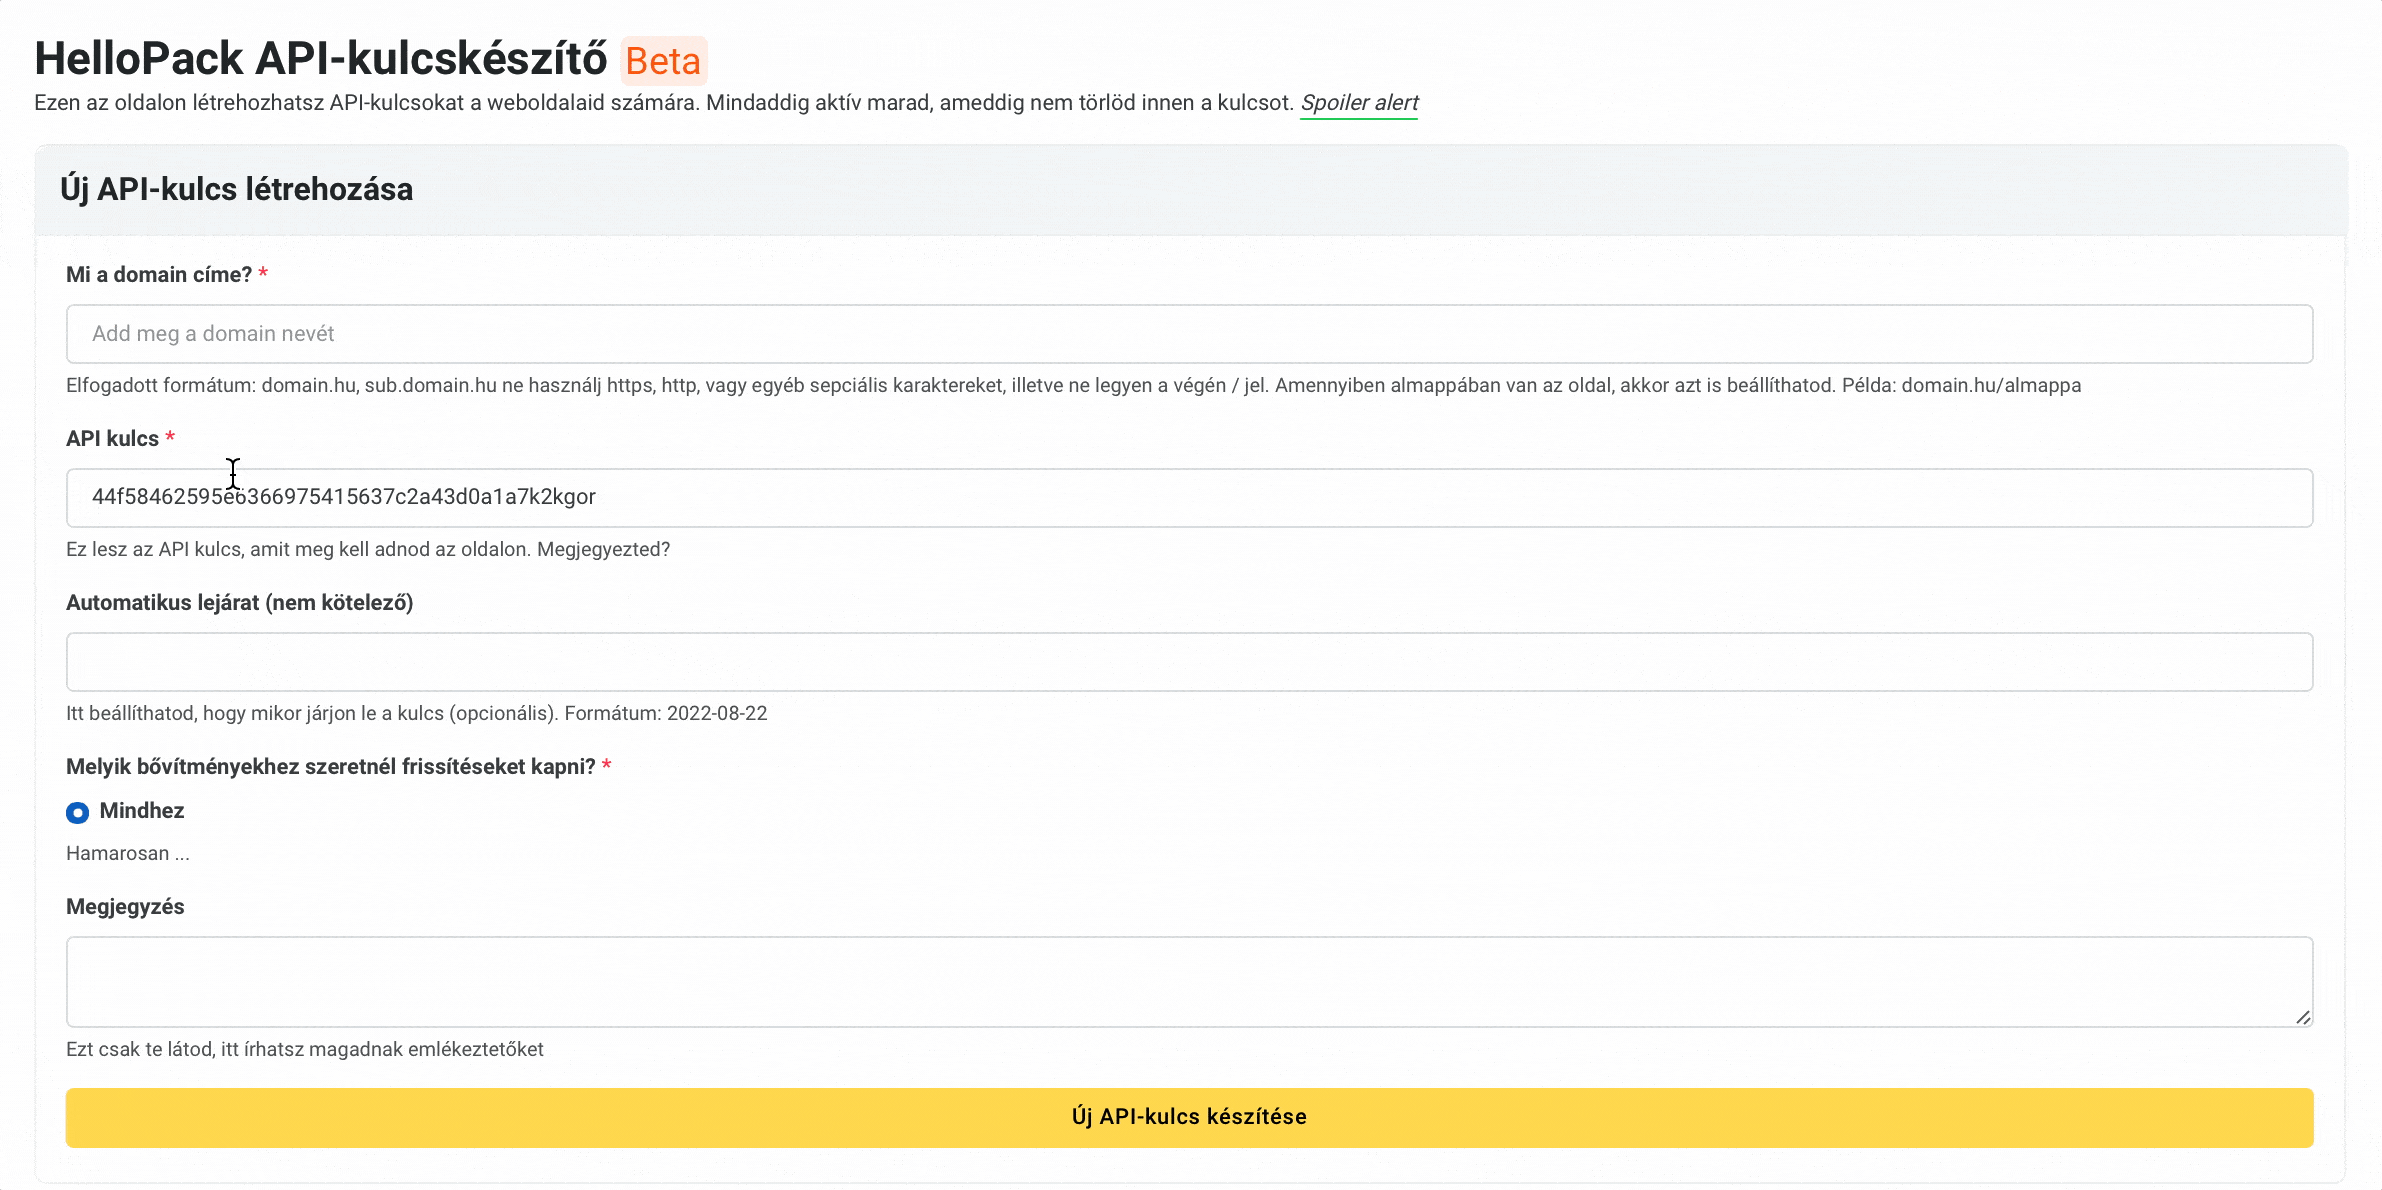 HelloPack API-kulcskészítő Beta
Ezen az oldalon létrehozhatsz API-kulcsokat a weboldalaid számára. Mindaddig aktív marad, ameddig nem törlöd innen a kulcsot. Spoiler alert
Új API-kulcs létrehozása
Mi a domain címe? *
Add meg a domain nevét
Elfogadott formátum: domain.hu, sub.domain.hu ne használj https, http, vagy egyéb sepciális karaktereket, illetve ne legyen a végén / jel. Amennyiben almappában van az oldal, akkor azt is beállíthatod. Példa: domain.hu/almappa
API kulcs *
44f58462595e6366975415637c2a43d0a1a7k2kgor
Ez lesz az API kulcs, amit meg kell adnod az oldalon. Megjegyezted?
Automatikus lejárat (nem kötelező)
Itt beállíthatod, hogy mikor járjon le a kulcs (opcionális). Formátum: 2022-08-22
Melyik bővítményekhez szeretnél frissítéseket kapni? *
Mindhez
Hamarosan ...
Megjegyzés
Ezt csak te látod, itt írhatsz magadnak emlékeztetőket
Új API-kulcs készítése